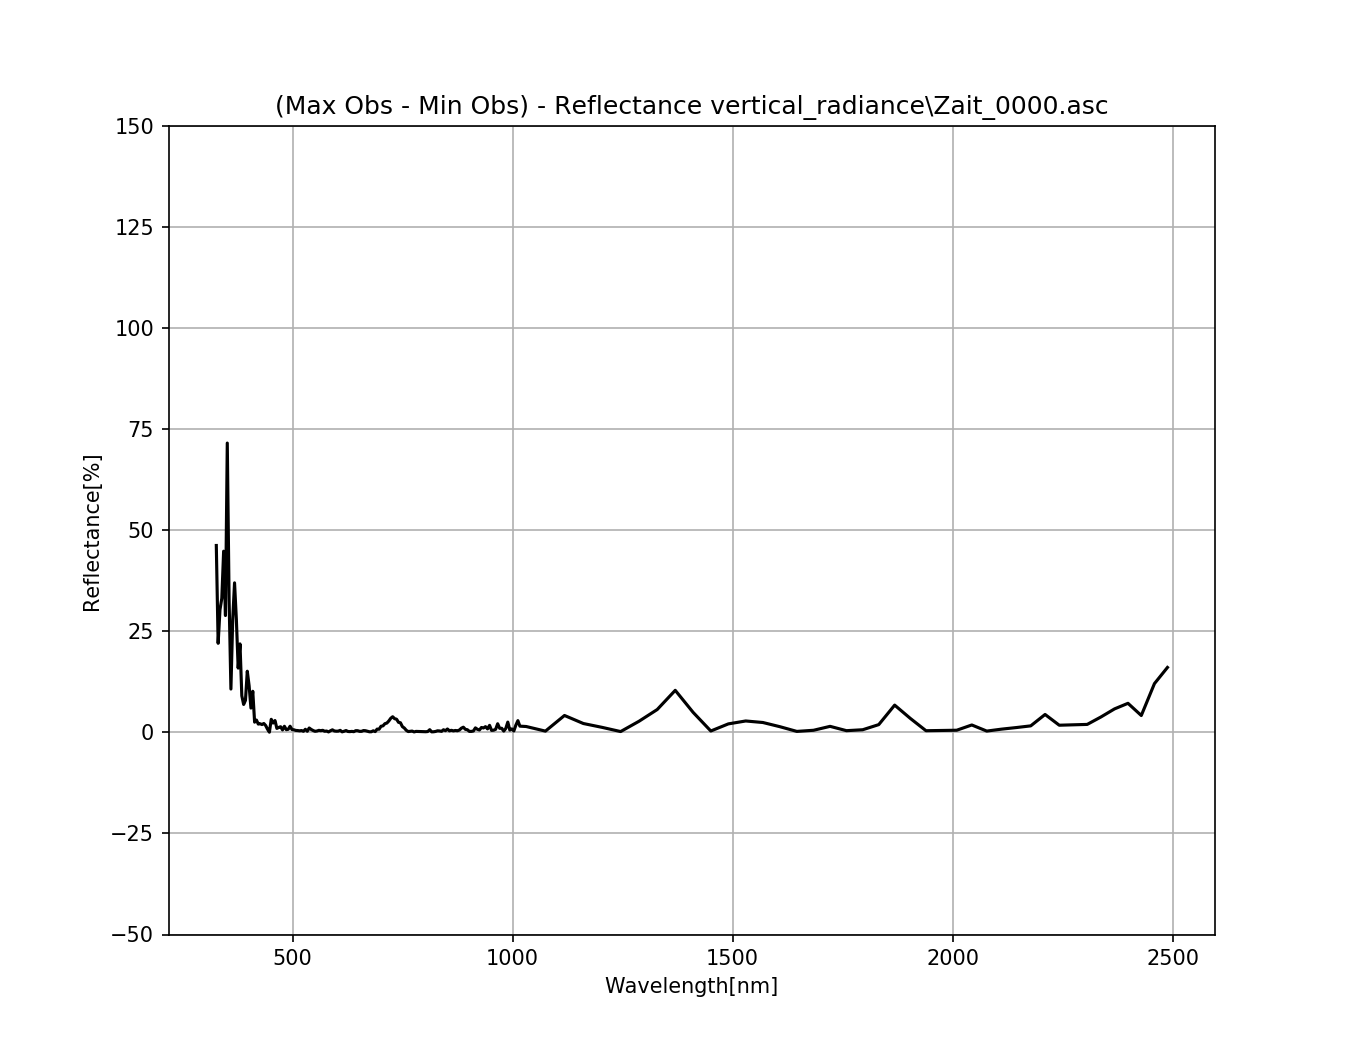 (Max Obs - Min Obs) - Reflectance vertical_radiance\Zait_0000.asc
150
125
100
75
50
25
0
−25
−50
Reflectance[%]
500 1000 1500 2000 2500
Wavelength[nm]